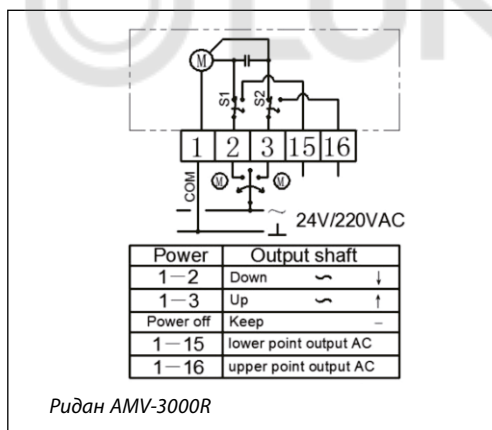 LUN
M
S1
S2
1 2 3 15 16
COM
M M
~
24V/220VAC
Power Output shaft
1—2 Down ~ ↓
1—3 Up ~ ↑
Power off Keep –
1—15 lower point output AC
1—16 upper point output AC
Ридан AMV-3000R